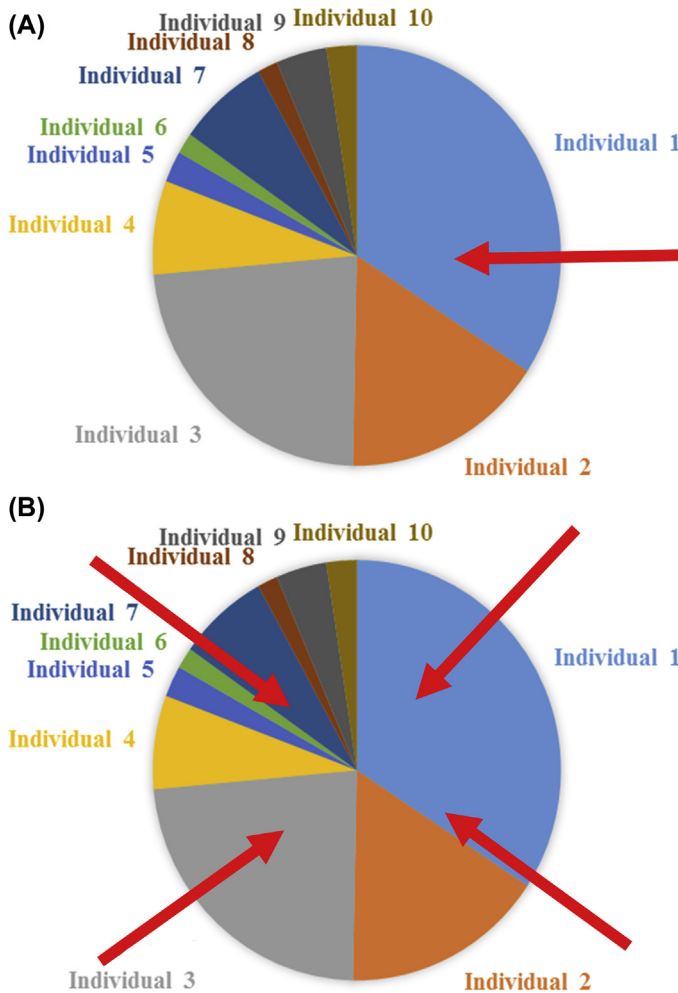 (A)
Individual 9
Individual 10
Individual 8
Individual 7
Individual 6
Individual 5
Individual 1
Individual 4
Individual 3
Individual 2
(B)
Individual 9
Individual 10
Individual 8
Individual 7
Individual 6
Individual 1
Individual 5
Individual 4
Individual 3
Individual 2